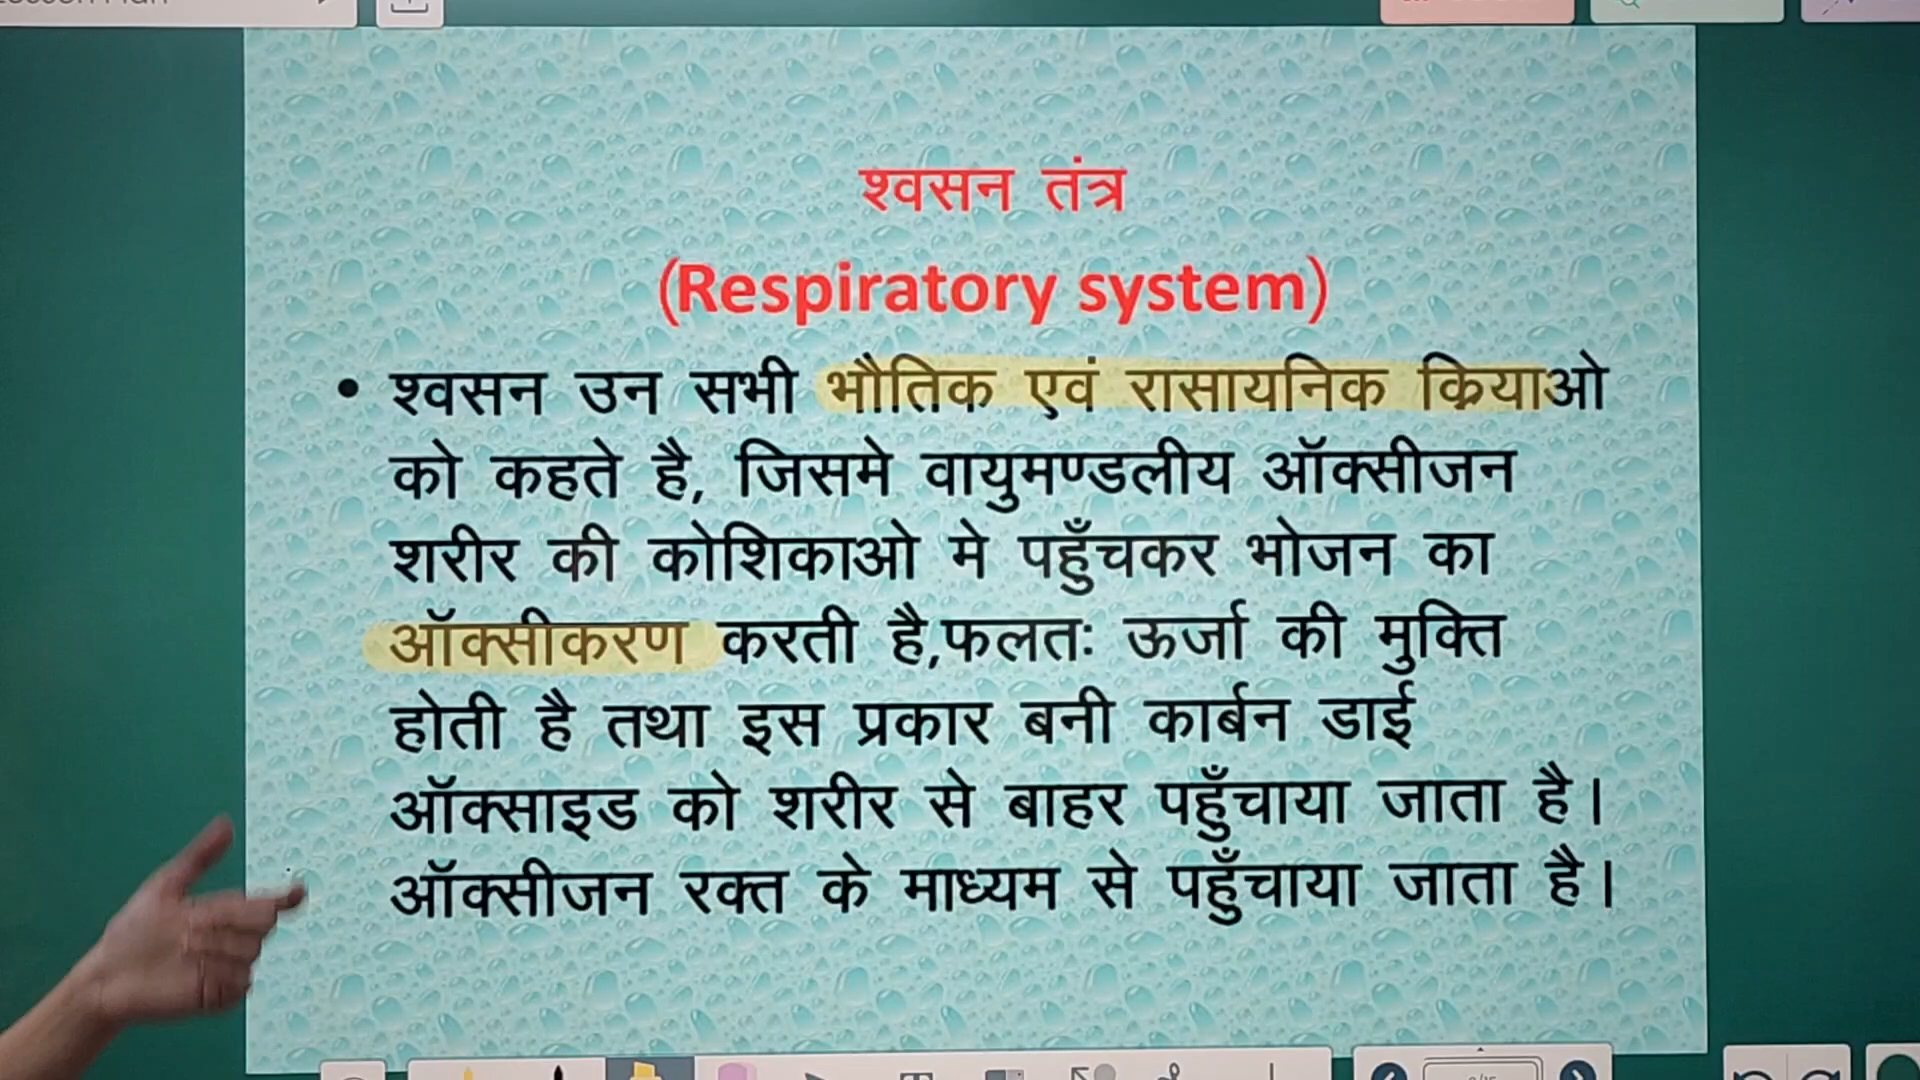 श्वसन तंत्र
(Respiratory system)
• श्वसन उन सभी भौतिक एवं रासायनिक क्रियाओ
को कहते है, जिसमे वायुमण्डलीय ऑक्सीजन
शरीर की कोशिकाओ मे पहुँचकर भोजन का
ऑक्सीकरण करती है,फलतः ऊर्जा की मुक्ति
होती है तथा इस प्रकार बनी कार्बन डाई
ऑक्साइड को शरीर से बाहर पहुँचाया जाता है।
ऑक्सीजन रक्त के माध्यम से पहुँचाया जाता है।